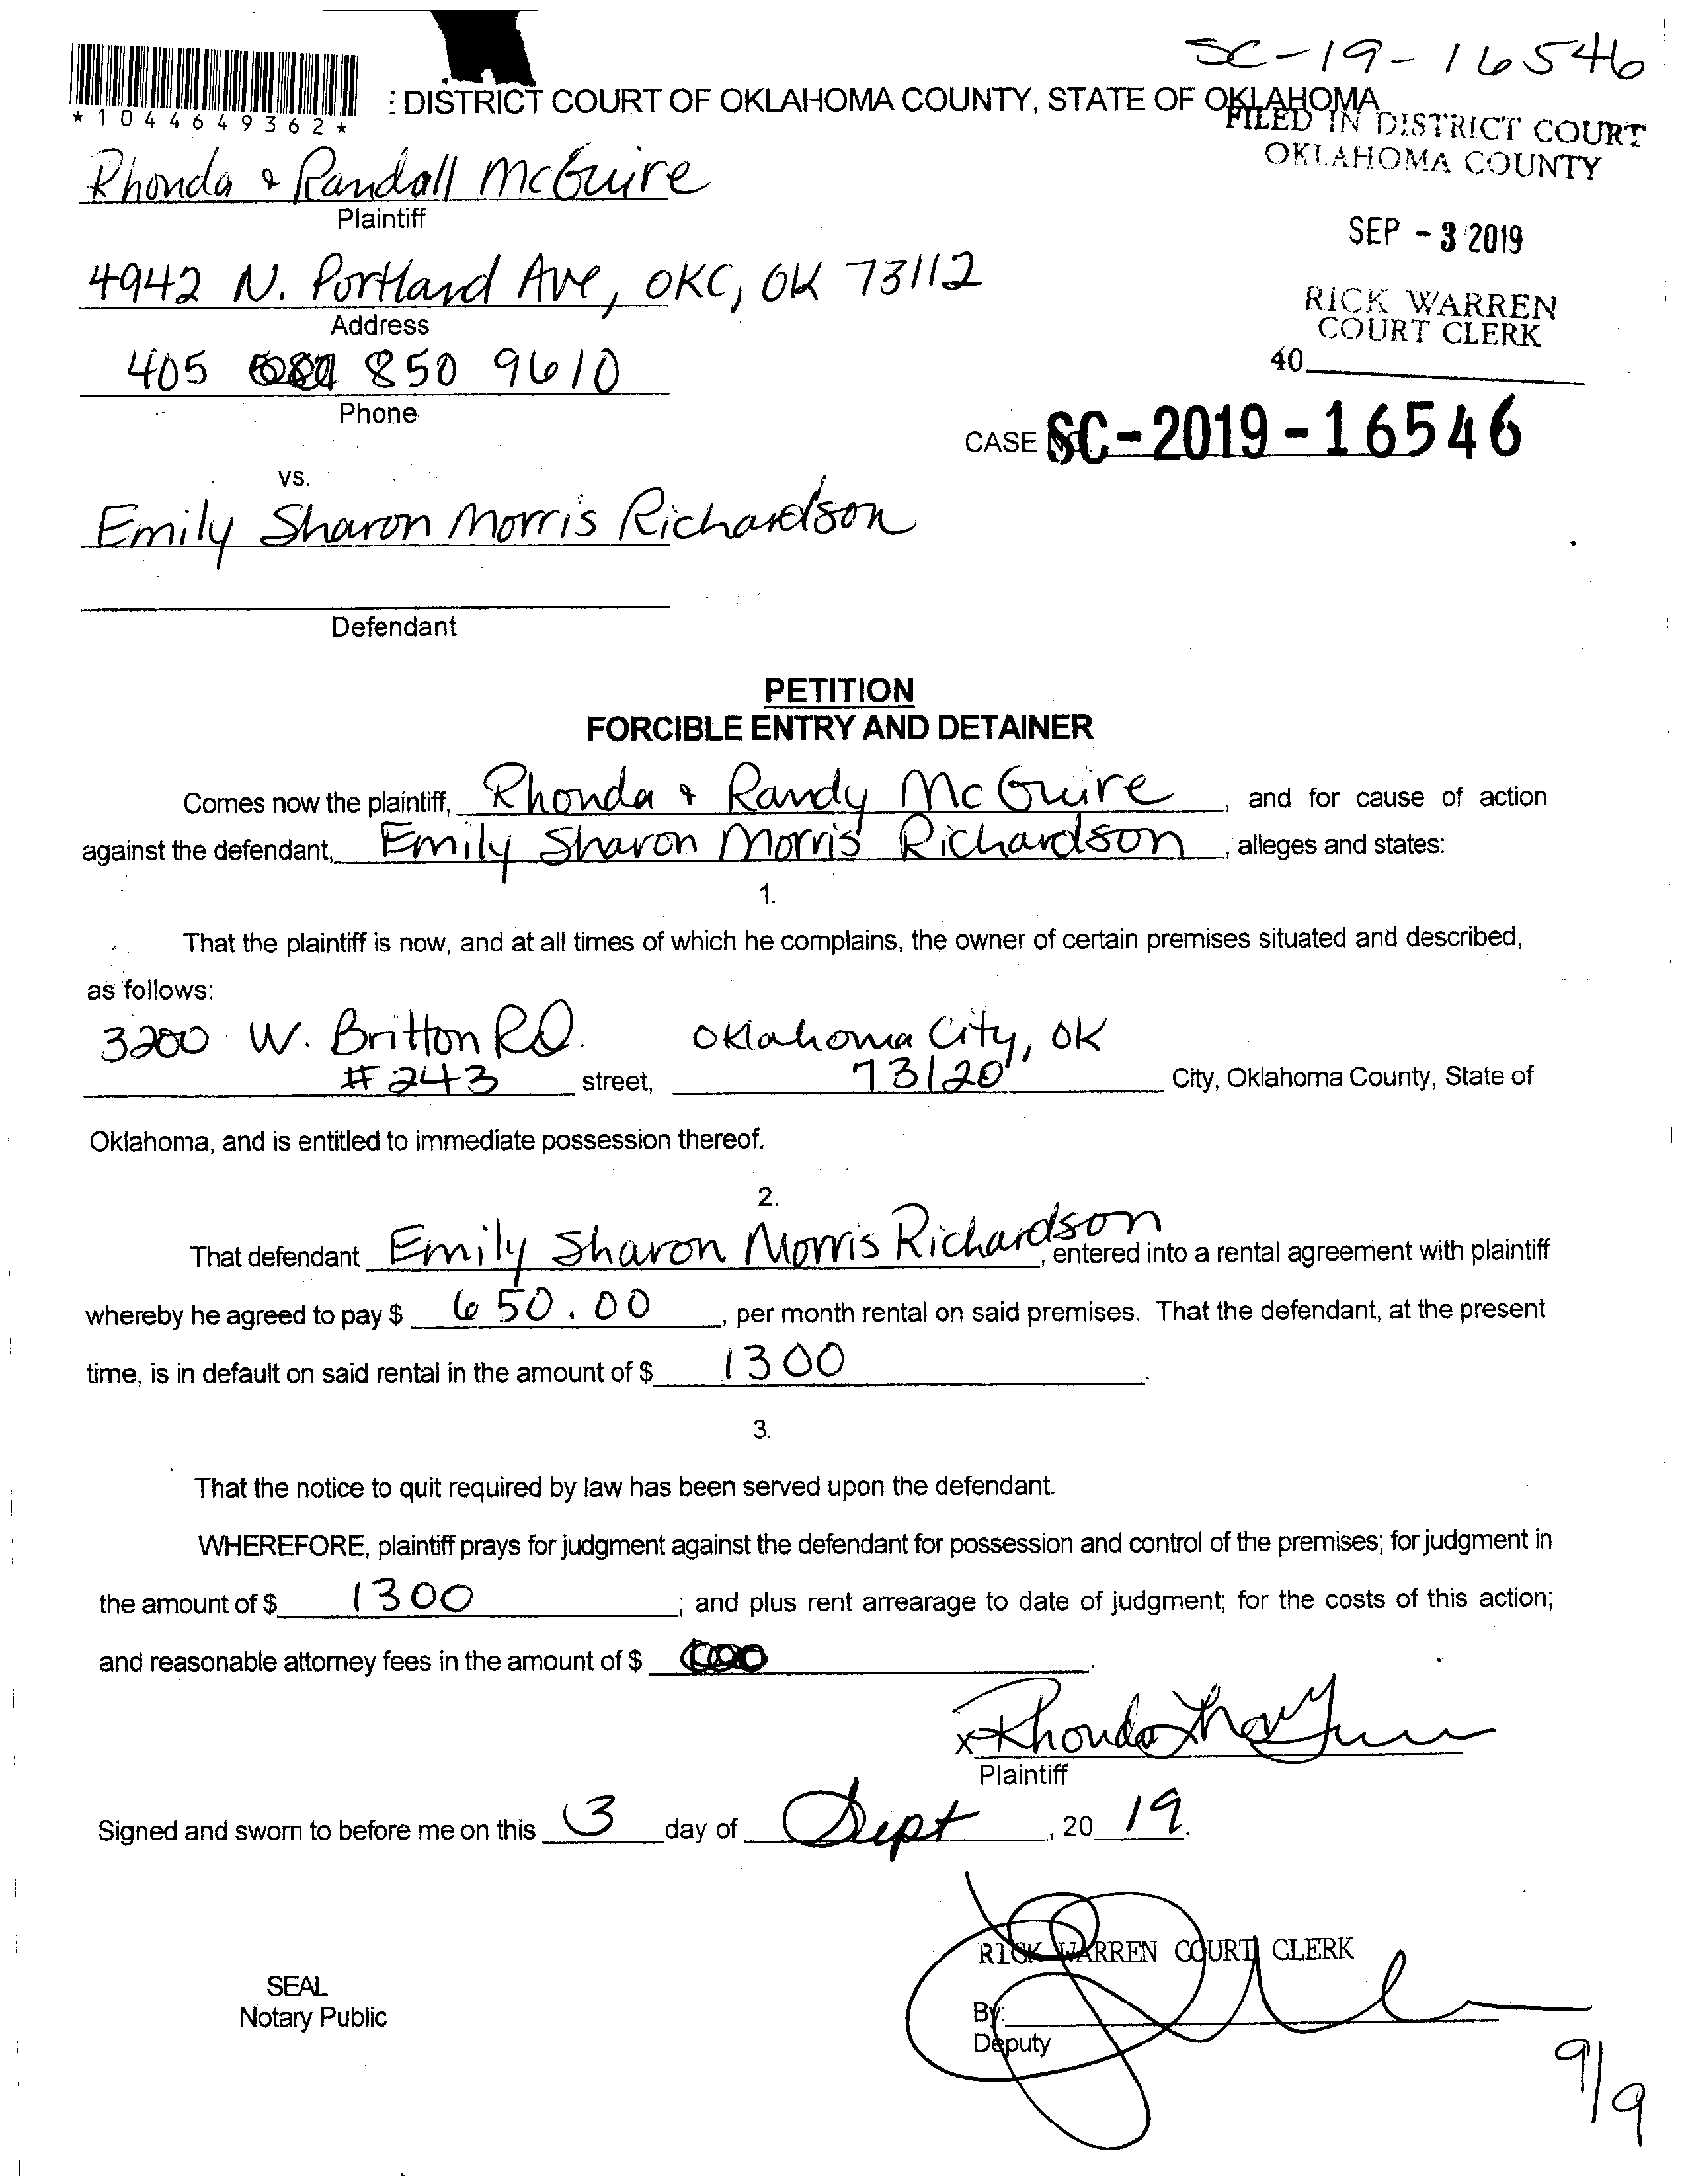 SC-19-16546
*1044649362*
: DISTRICT COURT OF OKLAHOMA COUNTY, STATE OF OKLAHOMA
FILED IN DISTRICT COURT
OKLAHOMA COUNTY
Rhonda & Randall McGuire
Plaintiff
SEP -3 2019
4942 N. Portland Ave, OKC, OK 73112
Address
RICK WARREN
COURT CLERK
40
405 850 9610
Phone
CASE NO. SC-2019-16546
vs.
Emily Sharon Morris Richardson
Defendant
PETITION
FORCIBLE ENTRY AND DETAINER
Comes now the plaintiff, Rhonda & Randy McGuire, and for cause of action
against the defendant, Emily Sharon Morris Richardson, alleges and states:
1.
That the plaintiff is now, and at all times of which he complains, the owner of certain premises situated and described,
as follows:
3200 W. Britton RD. Oklahoma City, OK
#243 street, 73120 City, Oklahoma County, State of
Oklahoma, and is entitled to immediate possession thereof.
2.
That defendant Emily Sharon Morris Richardson, entered into a rental agreement with plaintiff
whereby he agreed to pay $ 650.00, per month rental on said premises. That the defendant, at the present
time, is in default on said rental in the amount of $ 1300.
3.
That the notice to quit required by law has been served upon the defendant.
WHEREFORE, plaintiff prays for judgment against the defendant for possession and control of the premises; for judgment in
the amount of $ 1300; and plus rent arrearage to date of judgment; for the costs of this action;
and reasonable attorney fees in the amount of $ .
x Rhonda
Plaintiff
Signed and sworn to before me on this 3 day of Sept, 20 19.
RICK WARREN COURT CLERK
SEAL
Notary Public
By:
Deputy
9/9